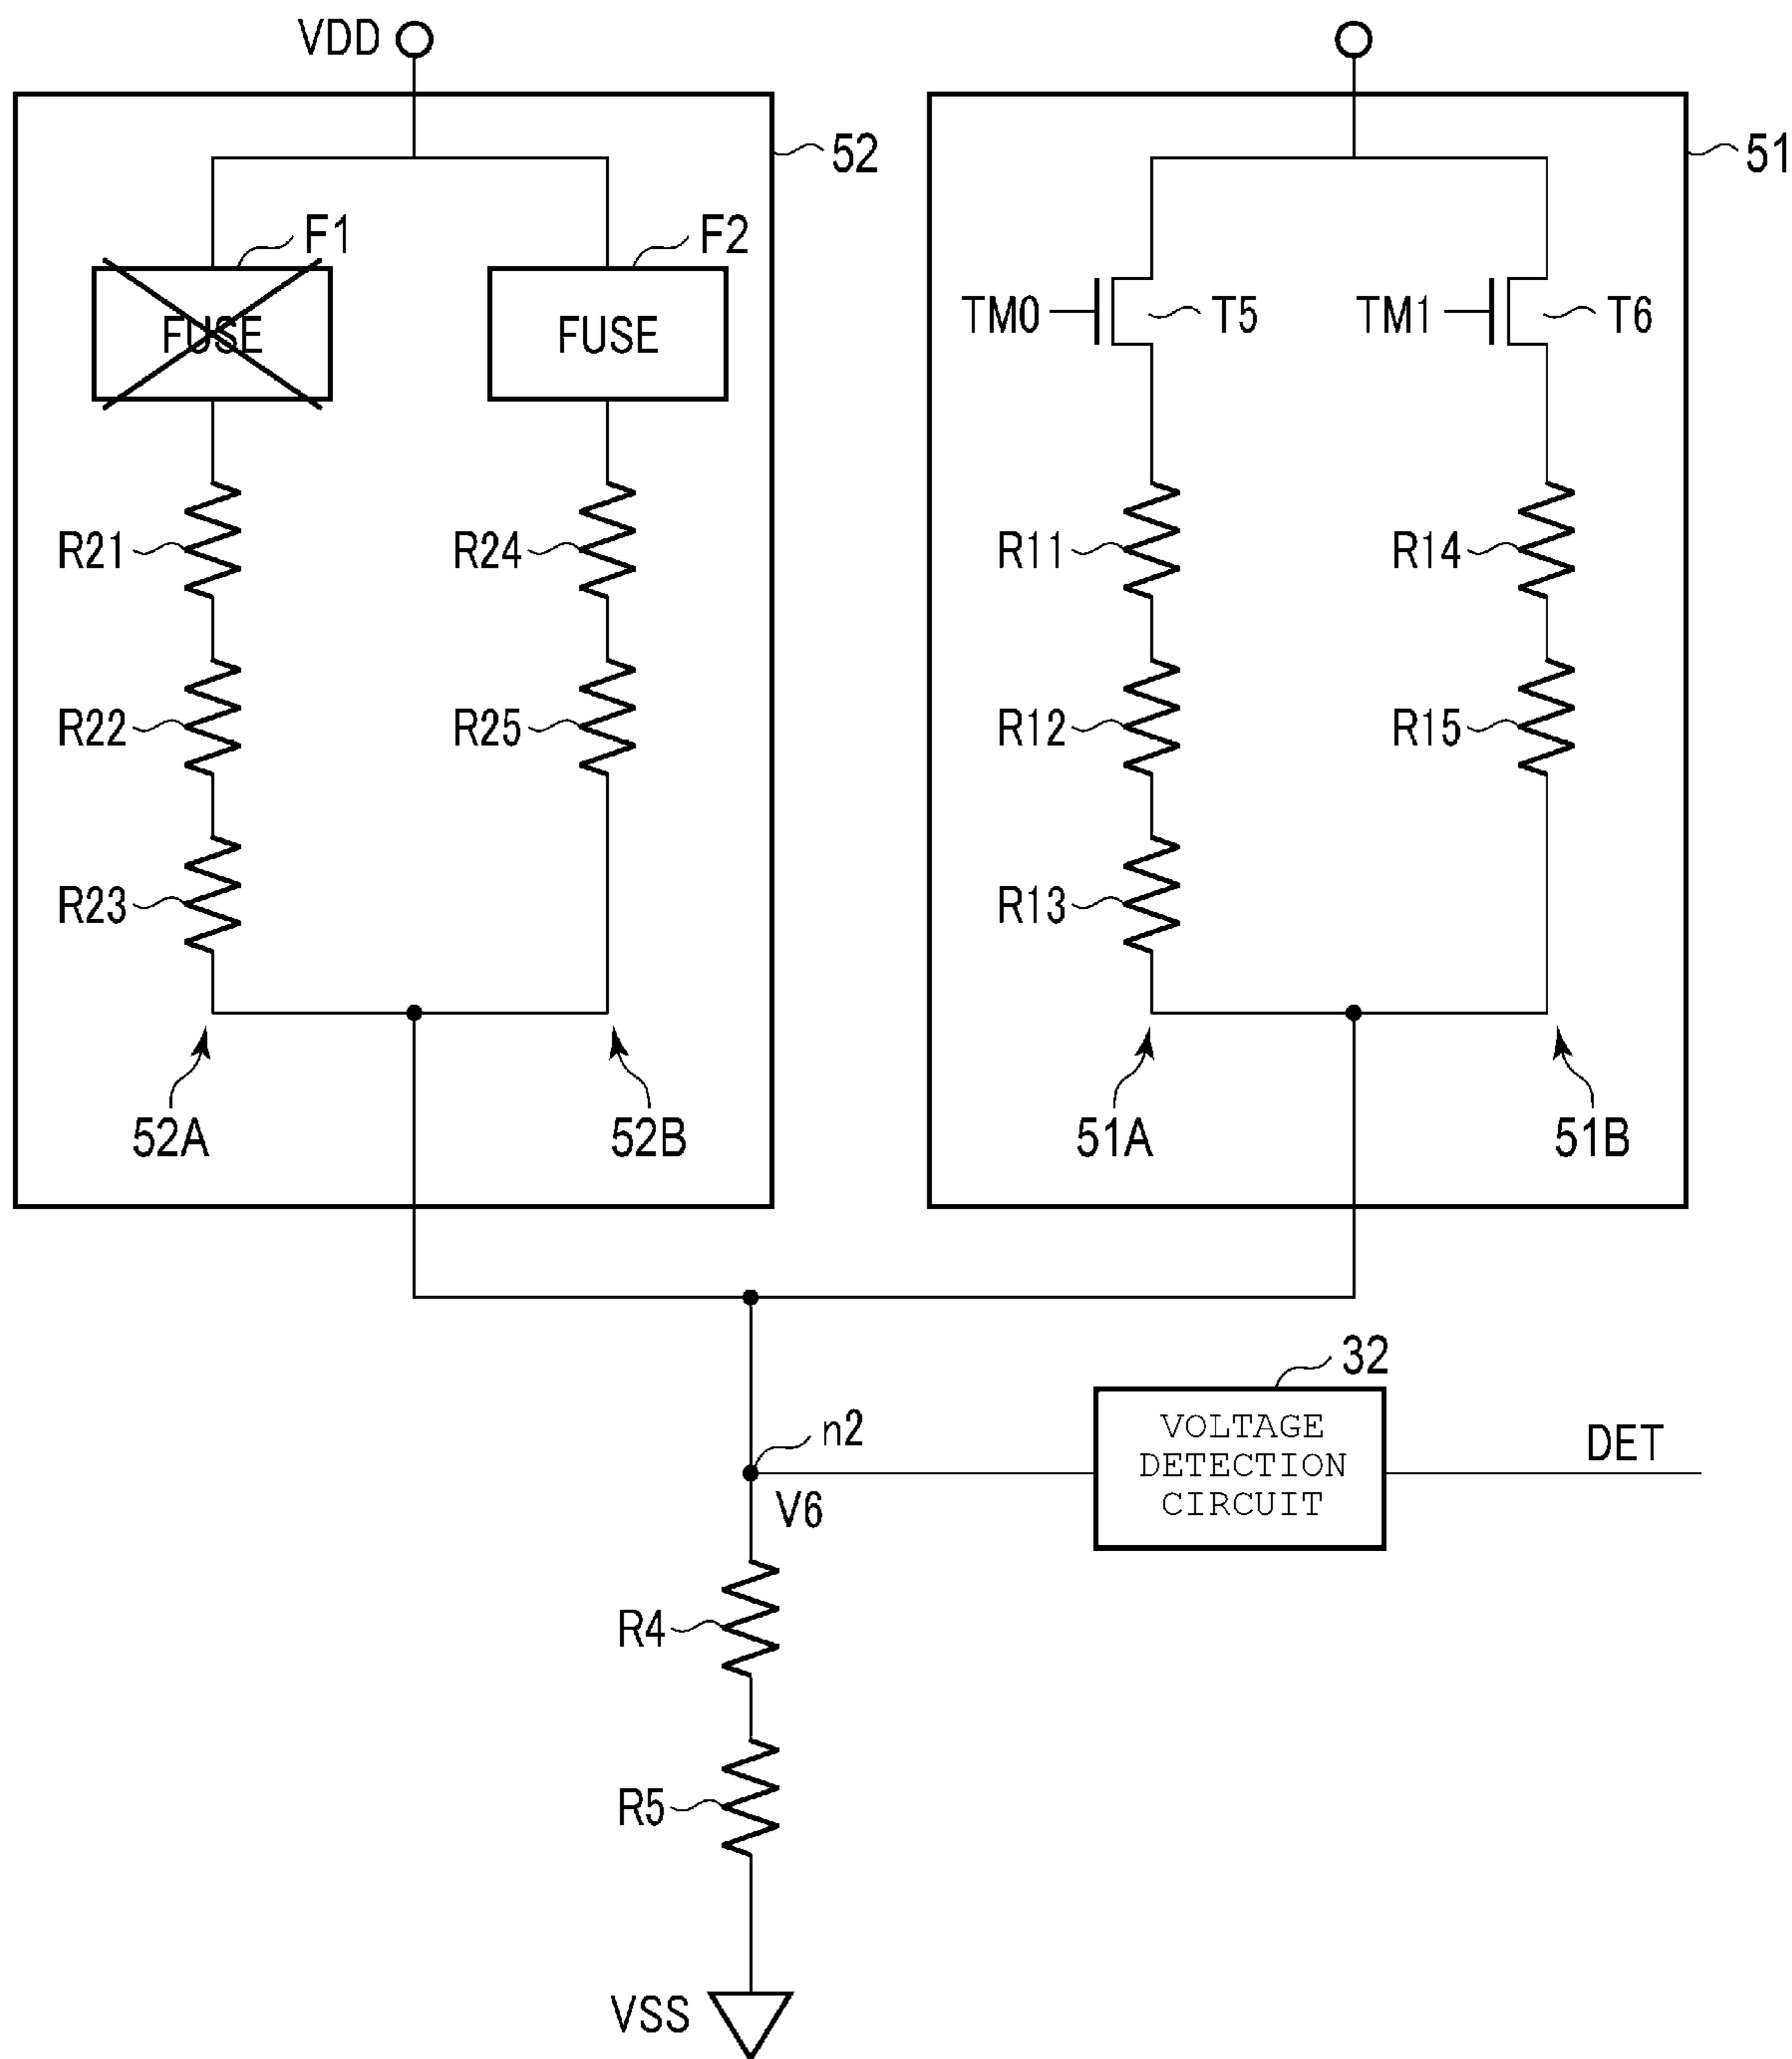 VDD
52
51
F1
F2
FUSE
FUSE
TM0
T5
TM1
T6
R21
R24
R11
R14
R22
R25
R12
R15
R23
R13
52A
52B
51A
51B
32
n2
VOLTAGE
DETECTION
CIRCUIT
DET
V6
R4
R5
VSS